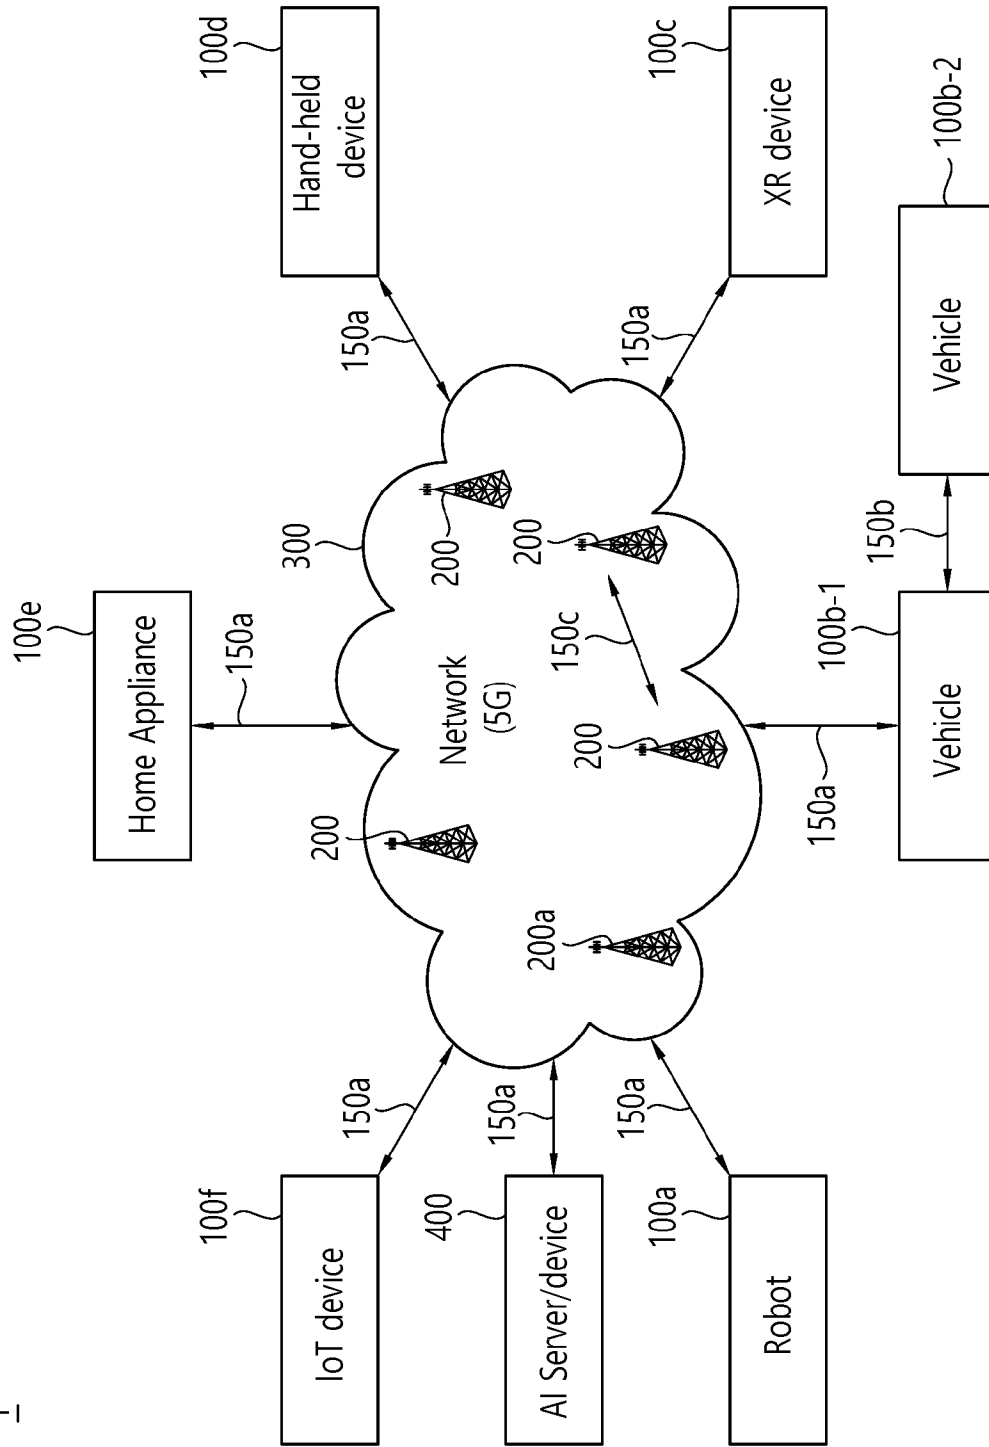 1
100e
Home Appliance
150a
100f
100d
300
IoT device
150a
200
150a
Hand-held
device
400
200
Network
(5G)
150a
200a
200
AI Server/device
150c
200
150a
150a
100a
100c
Robot
XR device
150a
100b-1
150b
Vehicle
Vehicle
100b-2